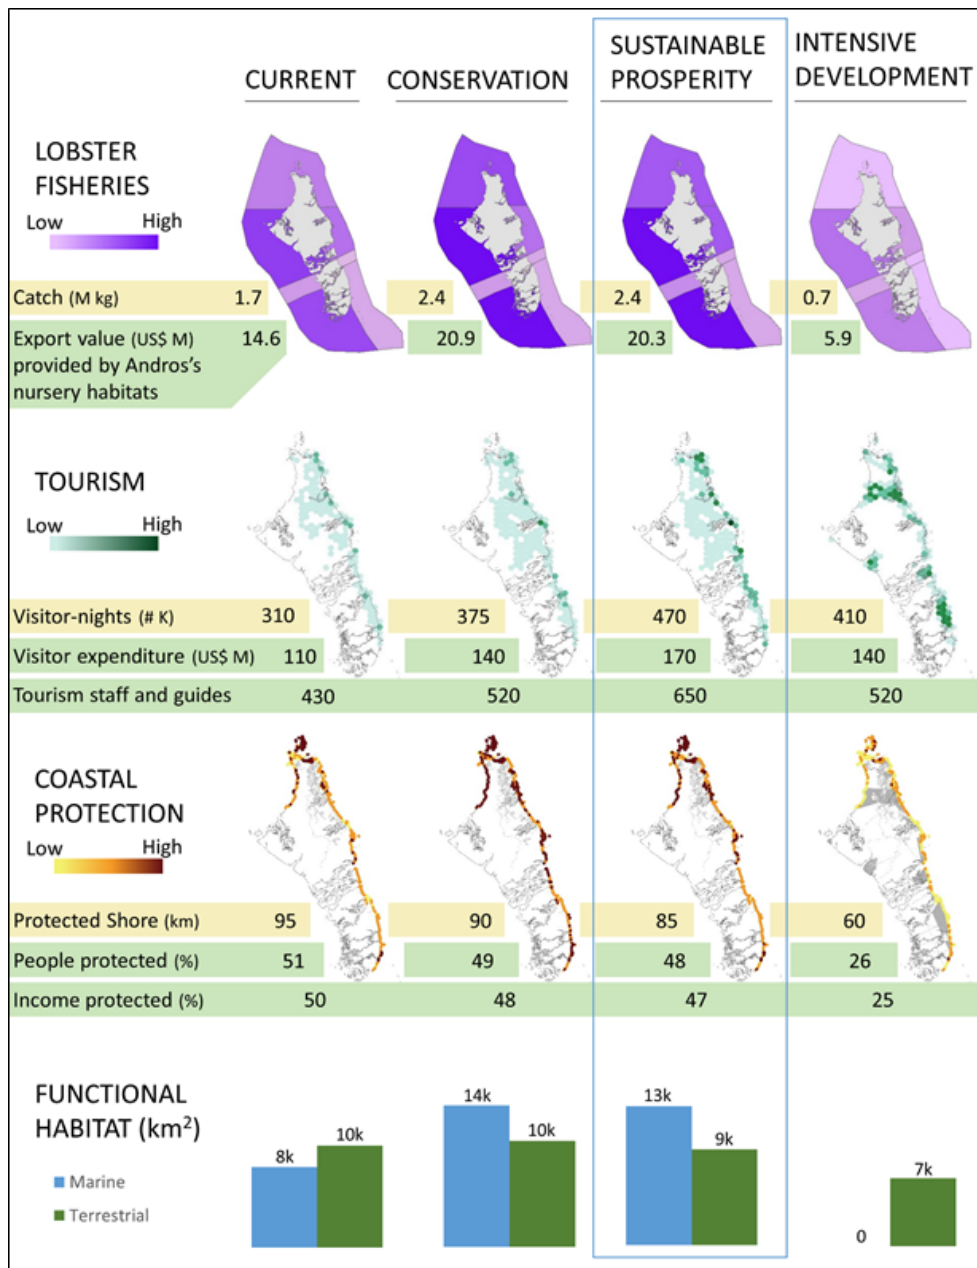 CURRENT
CONSERVATION
SUSTAINABLE
PROSPERITY
INTENSIVE
DEVELOPMENT
LOBSTER
FISHERIES
Low High
Catch (M kg) 1.7 2.4 2.4 0.7
Export value (US$ M) 14.6 20.9 20.3 5.9
provided by Andros's
nursery habitats
TOURISM
Low High
Visitor-nights (# K) 310 375 470 410
Visitor expenditure (US$ M) 110 140 170 140
Tourism staff and guides 430 520 650 520
COASTAL
PROTECTION
Low High
Protected Shore (km) 95 90 85 60
People protected (%) 51 49 48 26
Income protected (%) 50 48 47 25
FUNCTIONAL
HABITAT (km²)
Marine
Terrestrial
8k 10k 14k 10k 13k 9k 0 7k